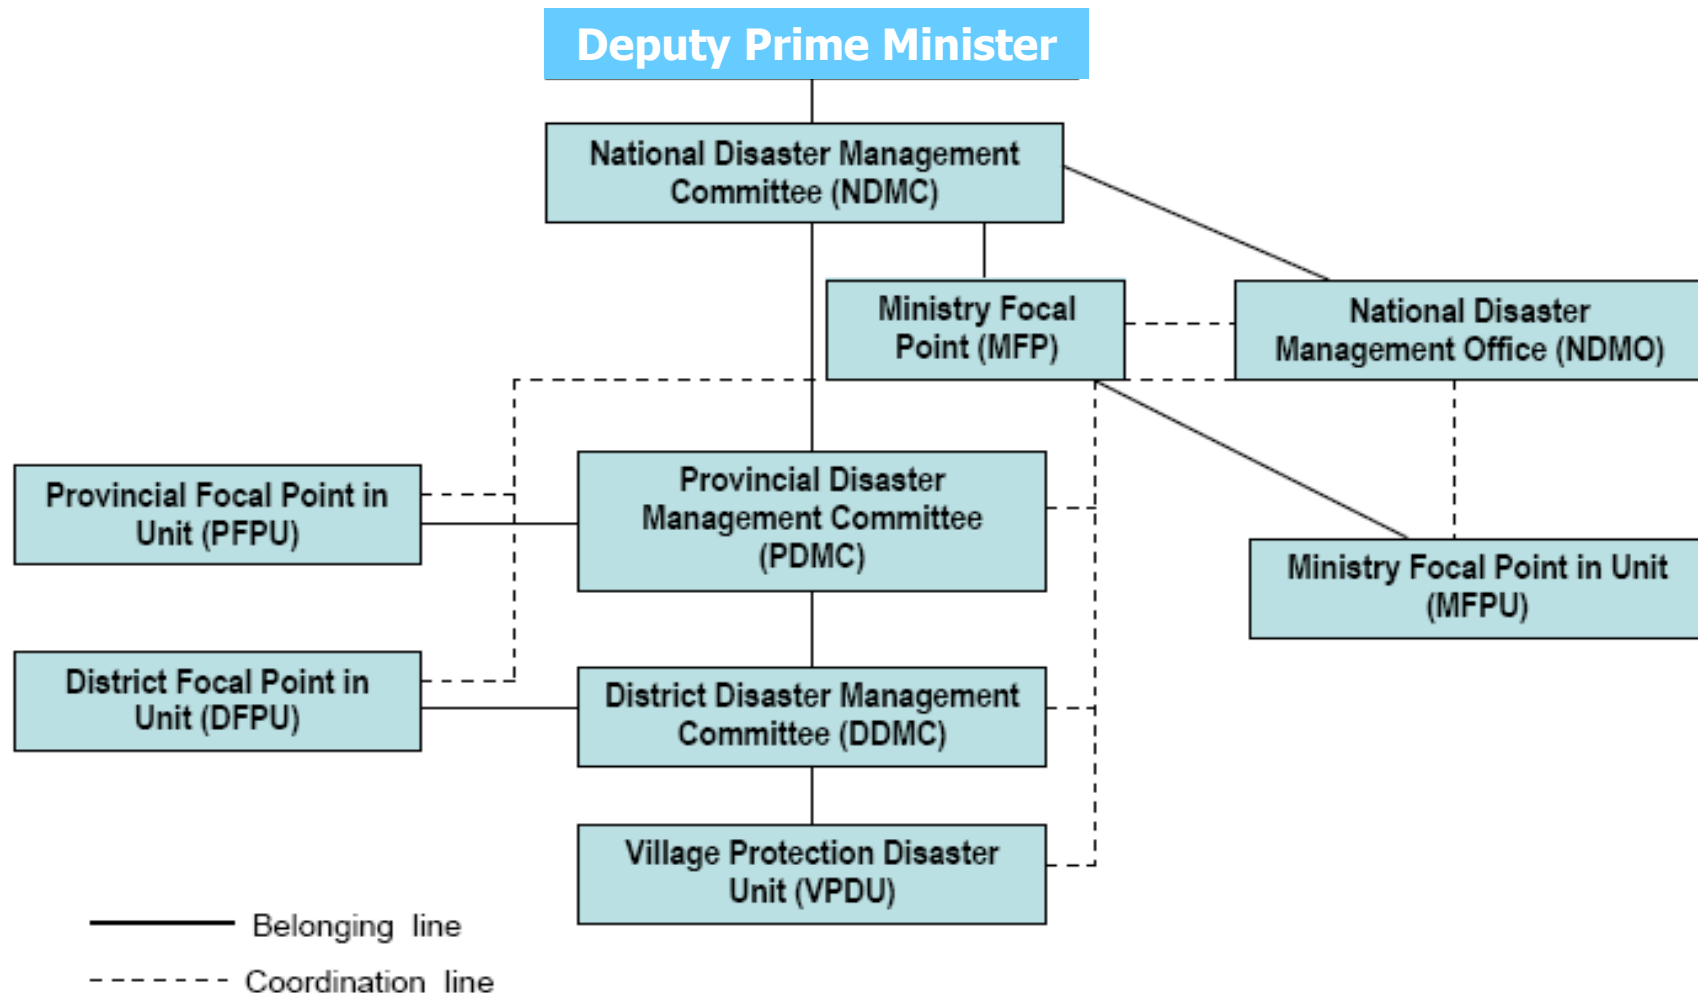 Deputy Prime Minister
National Disaster Management
Committee (NDMC)
Ministry Focal
Point (MFP)
National Disaster
Management Office (NDMO)
Provincial Focal Point in
Unit (PFPU)
Provincial Disaster
Management Committee
(PDMC)
Ministry Focal Point in Unit
(MFPU)
District Focal Point in
Unit (DFPU)
District Disaster Management
Committee (DDMC)
Village Protection Disaster
Unit (VPDU)
Belonging line
Coordination line